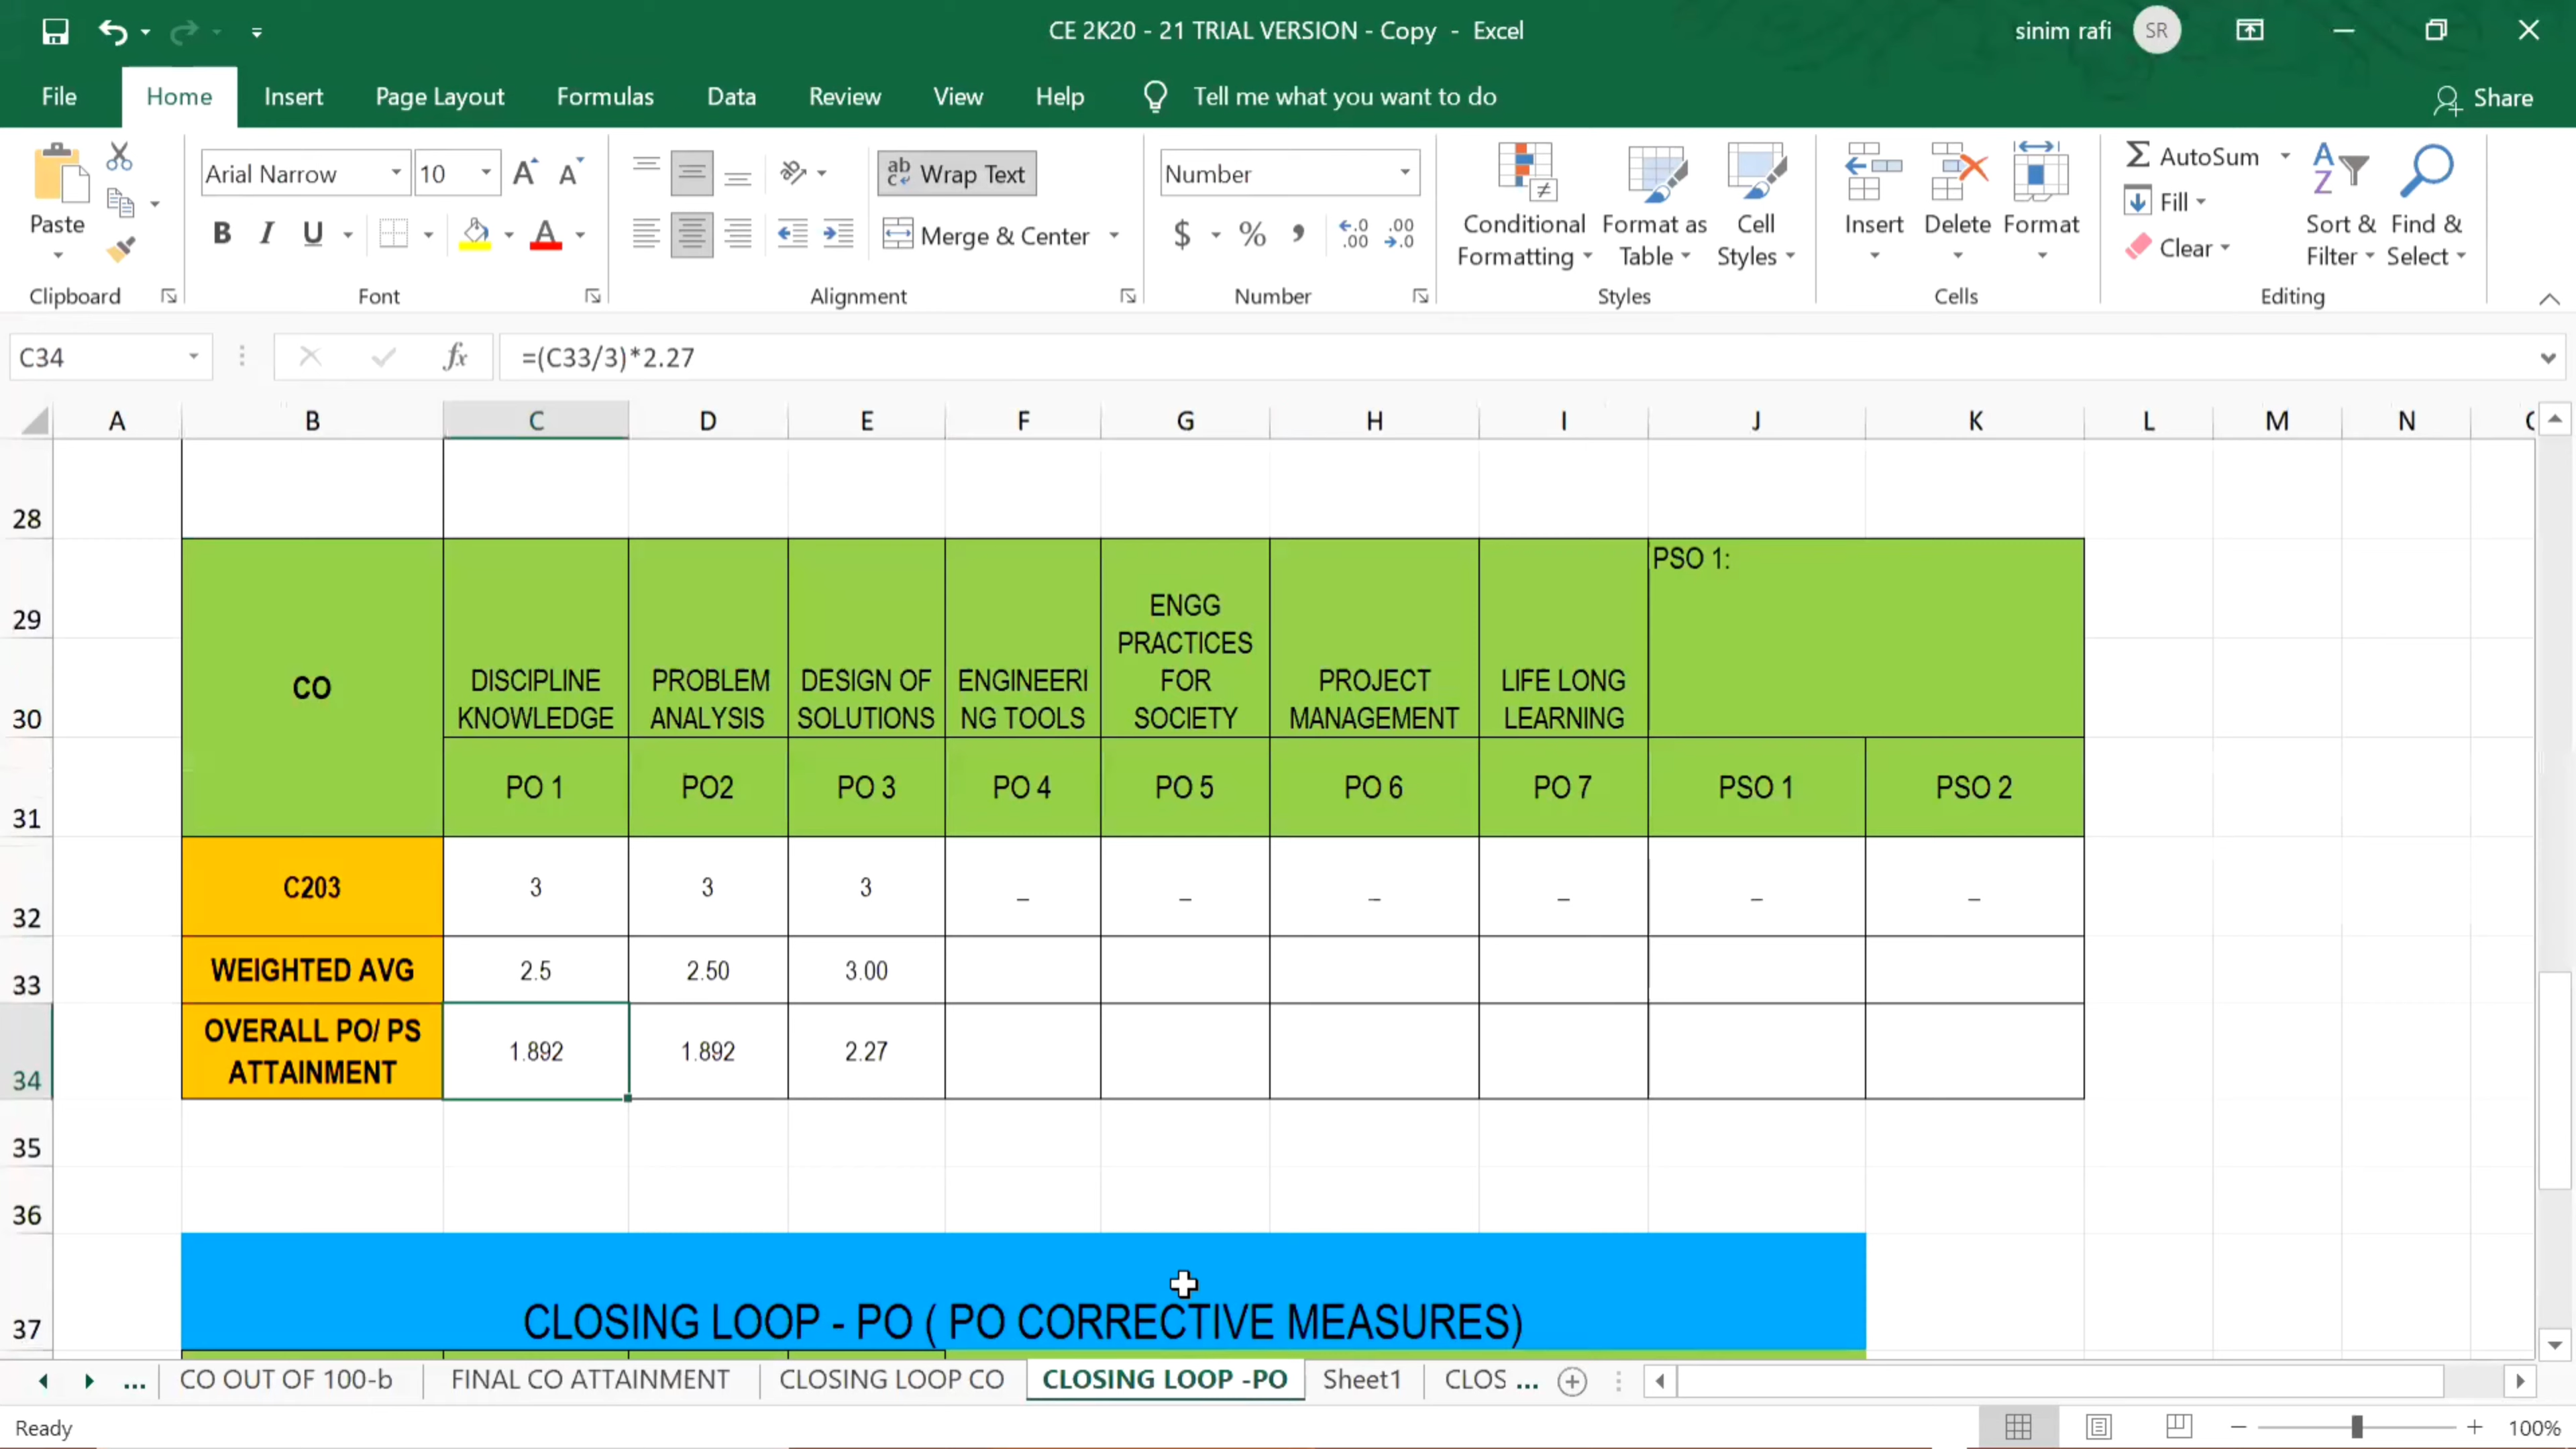 CE 2K20 - 21 TRIAL VERSION - Copy - Excel
sinim rafi SR
File Home Insert Page Layout Formulas Data Review View Help Tell me what you want to do Share
Arial Narrow 10
Wrap Text
Number
AutoSum
Fill
Clear
Paste
B I U
Merge & Center
$ % ,
Conditional Formatting
Format as Table
Cell Styles
Insert Delete Format
Sort & Filter
Find & Select
Clipboard Font Alignment Number Styles Cells Editing
C34 fx =(C33/3)*2.27
A B C D E F G H I J K L M N
28
29
30
31
32
33
34
35
36
37
CO
DISCIPLINE
KNOWLEDGE
PROBLEM
ANALYSIS
DESIGN OF
SOLUTIONS
ENGINEERI
NG TOOLS
ENGG
PRACTICES
FOR
SOCIETY
PROJECT
MANAGEMENT
LIFE LONG
LEARNING
PSO 1:
PO 1 PO2 PO 3 PO 4 PO 5 PO 6 PO 7 PSO 1 PSO 2
C203 3 3 3 _ _ _ _ _ _
WEIGHTED AVG 2.5 2.50 3.00
OVERALL PO/ PS
ATTAINMENT
1.892 1.892 2.27
CLOSING LOOP - PO ( PO CORRECTIVE MEASURES)
... CO OUT OF 100-b FINAL CO ATTAINMENT CLOSING LOOP CO CLOSING LOOP -PO Sheet1 CLOS ...
Ready
100%